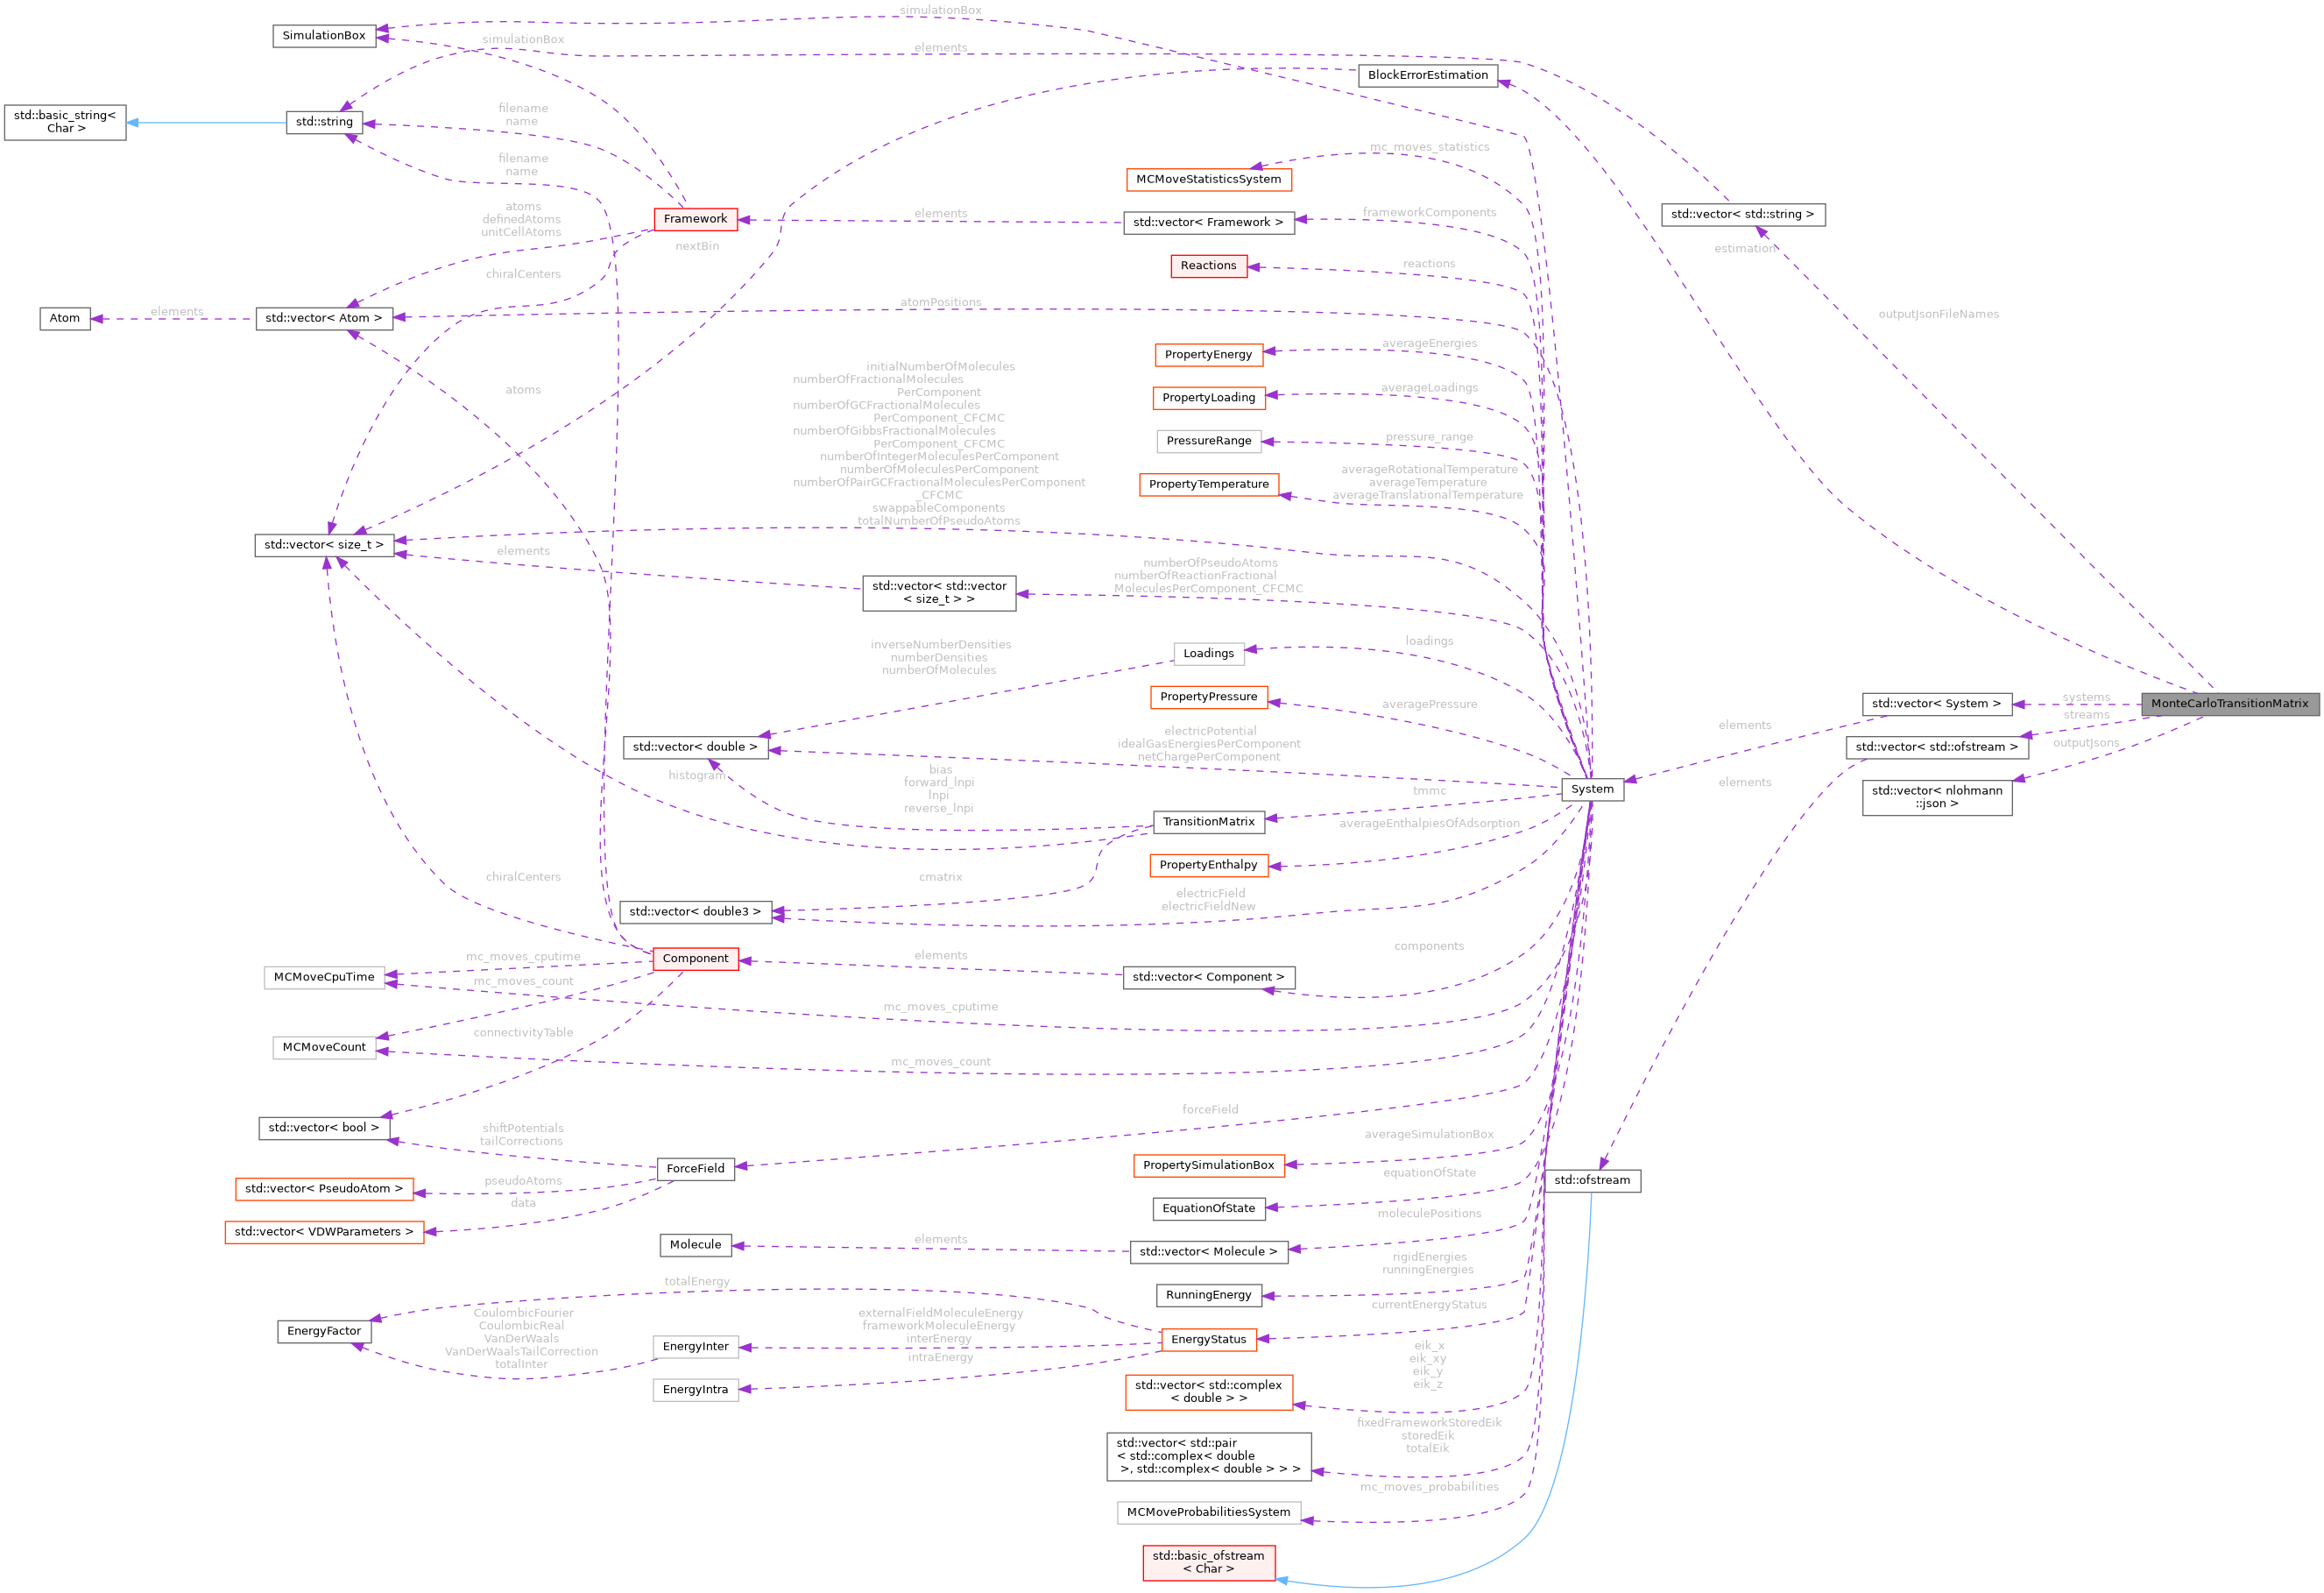 simulationBox
SimulationBox
simulationBox
elements
BlockErrorEstimation
std::basic_string<
Char >
std::string
filename
name
mc_moves_statistics
filename
name
MCMoveStatisticsSystem
atoms
definedAtoms
unitCellAtoms
Framework
elements
std::vector< Framework >
frameworkComponents
std::vector< std::string >
nextBin
estimation
chiralCenters
Reactions
reactions
Atom
elements
std::vector< Atom >
atomPositions
outputJsonFileNames
PropertyEnergy
averageEnergies
atoms
initialNumberOfMolecules
numberOfFractionalMolecules
PerComponent
numberOfGCFractionalMolecules
PerComponent_CFCMC
numberOfGibbsFractionalMolecules
PerComponent_CFCMC
numberOfIntegerMoleculesPerComponent
numberOfMoleculesPerComponent
numberOfPairGCFractionalMoleculesPerComponent
_CFCMC
swappableComponents
totalNumberOfPseudoAtoms
PropertyLoading
averageLoadings
PressureRange
pressure_range
PropertyTemperature
averageRotationalTemperature
averageTemperature
averageTranslationalTemperature
std::vector< size_t >
elements
std::vector< std::vector
< size_t > >
numberOfPseudoAtoms
numberOfReactionFractional
MoleculesPerComponent_CFCMC
inverseNumberDensities
numberDensities
numberOfMolecules
Loadings
loadings
PropertyPressure
averagePressure
std::vector< System >
systems
MonteCarloTransitionMatrix
streams
elements
std::vector< double >
electricPotential
idealGasEnergiesPerComponent
netChargePerComponent
std::vector< std::ofstream >
outputJsons
histogram
bias
forward_lnpi
lnpi
reverse_lnpi
tmmc
System
elements
std::vector< nlohmann
::json >
TransitionMatrix
averageEnthalpiesOfAdsorption
PropertyEnthalpy
chiralCenters
cmatrix
electricField
electricFieldNew
std::vector< double3 >
Component
elements
std::vector< Component >
components
mc_moves_cputime
MCMoveCpuTime
mc_moves_count
mc_moves_cputime
connectivityTable
MCMoveCount
mc_moves_count
forceField
std::vector< bool >
shiftPotentials
tailCorrections
ForceField
averageSimulationBox
PropertySimulationBox
std::vector< PseudoAtom >
pseudoAtoms
data
equationOfState
std::ofstream
EquationOfState
std::vector< VDWParameters >
moleculePositions
Molecule
elements
std::vector< Molecule >
rigidEnergies
runningEnergies
totalEnergy
RunningEnergy
currentEnergyStatus
EnergyFactor
CoulombicFourier
CoulombicReal
VanDerWaals
VanDerWaalsTailCorrection
totalInter
EnergyInter
externalFieldMoleculeEnergy
frameworkMoleculeEnergy
interEnergy
EnergyStatus
intraEnergy
EnergyIntra
eik_x
eik_xy
eik_y
eik_z
std::vector< std::complex
< double > >
fixedFrameworkStoredEik
storedEik
totalEik
std::vector< std::pair
< std::complex< double
>, std::complex< double > > >
mc_moves_probabilities
MCMoveProbabilitiesSystem
std::basic_ofstream
< Char >